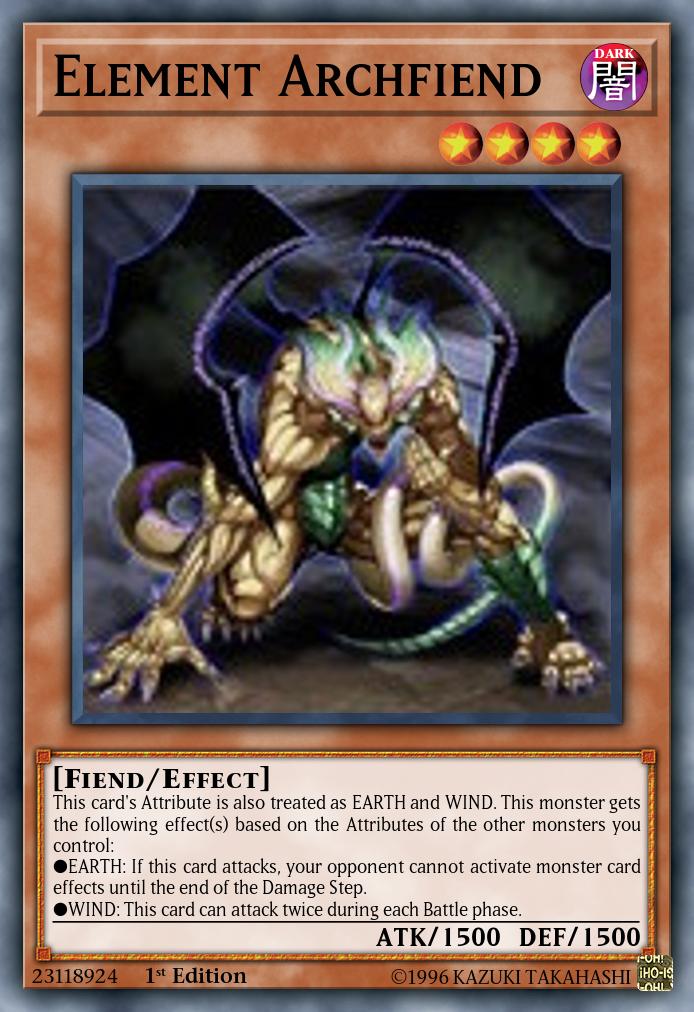 Element Archfiend
DARK
闇
[Fiend/Effect]
This card's Attribute is also treated as EARTH and WIND. This monster gets
the following effect(s) based on the Attributes of the other monsters you
control:
●EARTH: If this card attacks, your opponent cannot activate monster card
effects until the end of the Damage Step.
●WIND: This card can attack twice during each Battle phase.
ATK/1500 DEF/1500
23118924 1st Edition ©1996 KAZUKI TAKAHASHI